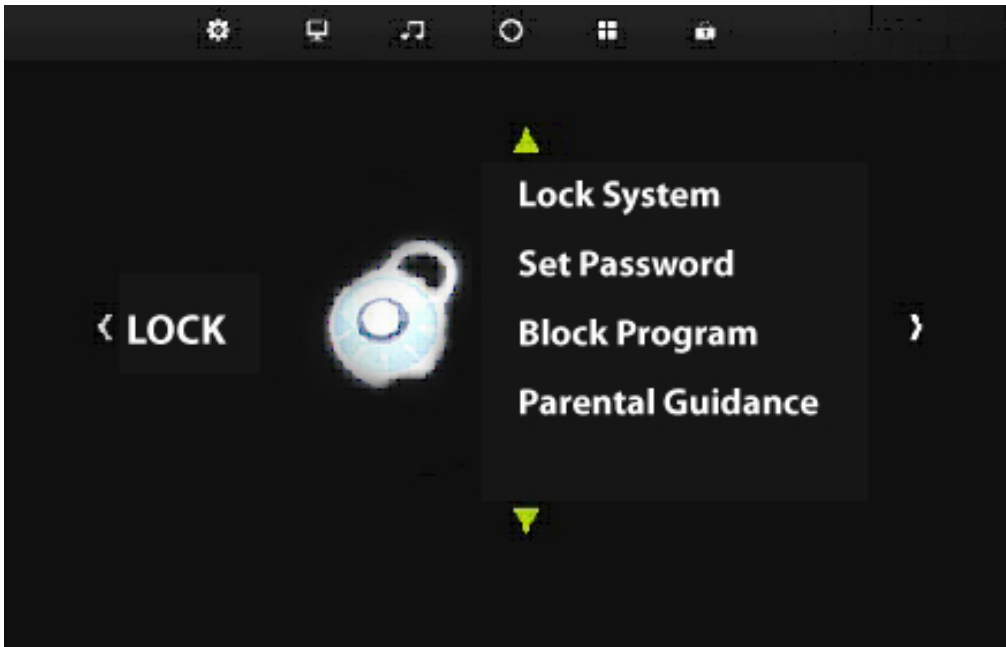 LOCK
Lock System
Set Password
Block Program
Parental Guidance